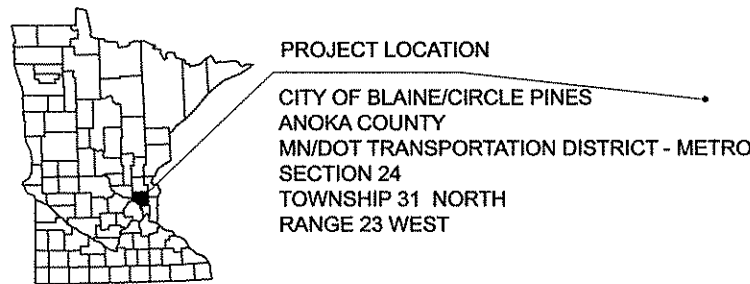 PROJECT LOCATION
CITY OF BLAINE/CIRCLE PINES
ANOKA COUNTY
MN/DOT TRANSPORTATION DISTRICT - METRO
SECTION 24
TOWNSHIP 31 NORTH
RANGE 23 WEST